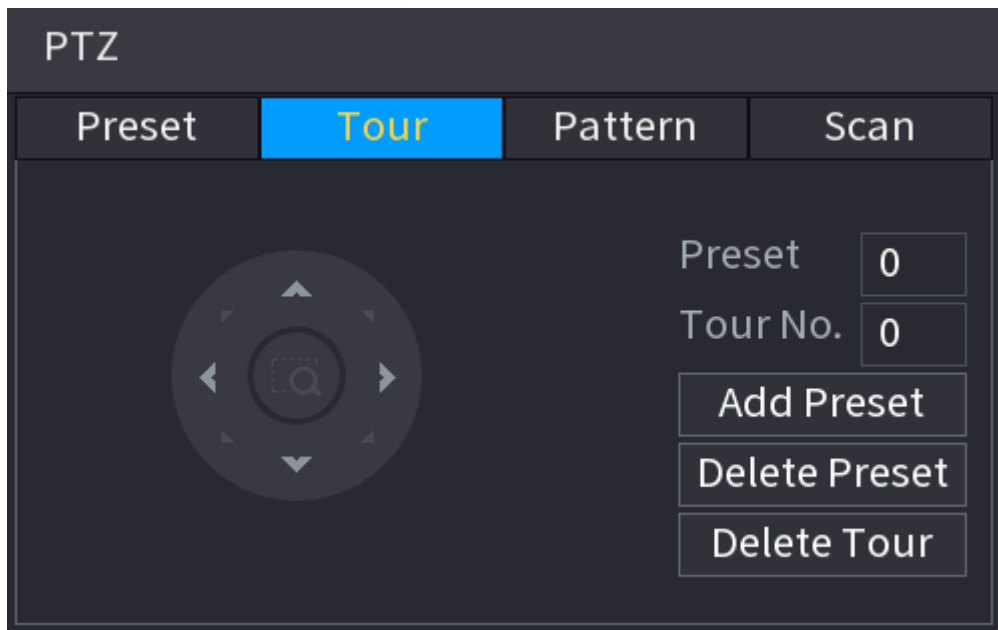 PTZ
Preset Tour Pattern Scan
Preset 0
Tour No. 0
Add Preset
Delete Preset
Delete Tour